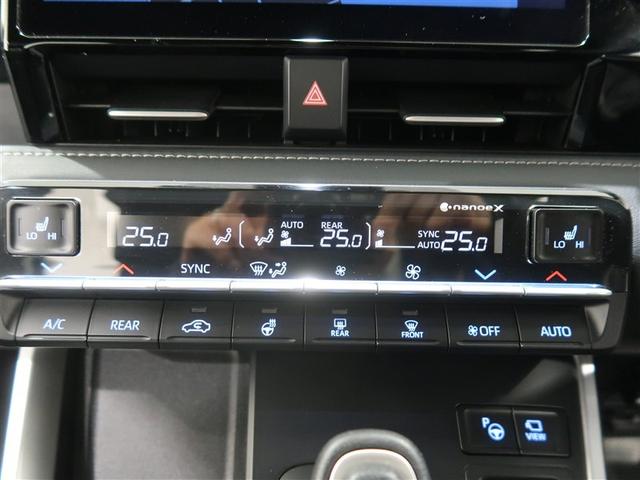 nanoeX
LO HI
25.0
AUTO
REAR
25.0
SYNC
AUTO
25.0
LO HI
SYNC
A/C
REAR
REAR
FRONT
OFF
AUTO
P
VIEW